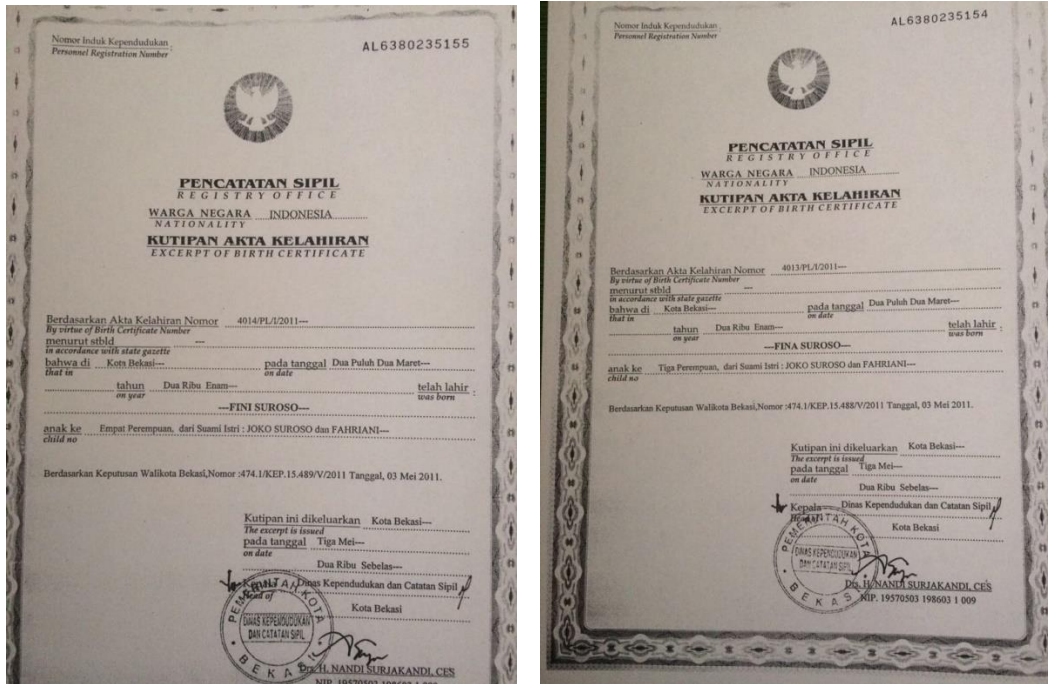 Nomor Induk Kependudukan :
Personnel Registration Number
AL6380235155
PENCATATAN SIPIL
REGISTRY OFFICE
WARGA NEGARA INDONESIA
NATIONALITY
KUTIPAN AKTA KELAHIRAN
EXCERPT OF BIRTH CERTIFICATE
Berdasarkan Akta Kelahiran Nomor 4014/PL/I/2011---
By virtue of Birth Certificate Number
menurut stbld ---
in accordance with state gazette
bahwa di Kota Bekasi--- pada tanggal Dua Puluh Dua Maret---
that in on date
tahun Dua Ribu Enam--- telah lahir :
on year was born
---FINI SUROSO---
anak ke Empat Perempuan, dari Suami Istri : JOKO SUROSO dan FAHRIANI---
child no
Berdasarkan Keputusan Walikota Bekasi,Nomor :474.1/KEP.15.489/V/2011 Tanggal, 03 Mei 2011.
Kutipan ini dikeluarkan Kota Bekasi---
The excerpt is issued
pada tanggal Tiga Mei---
on date
Dua Ribu Sebelas---
Kepala Dinas Kependudukan dan Catatan Sipil
Head of
Kota Bekasi
PEMERINTAH KOTA
DINAS KEPENDUDUKAN
DAN CATATAN SIPIL
BEKASI
Drs. H. NANDI SURJAKANDI, CES
NIP. 19570503 198603 1 009
Nomor Induk Kependudukan :
Personnel Registration Number
AL6380235154
PENCATATAN SIPIL
REGISTRY OFFICE
WARGA NEGARA INDONESIA
NATIONALITY
KUTIPAN AKTA KELAHIRAN
EXCERPT OF BIRTH CERTIFICATE
Berdasarkan Akta Kelahiran Nomor 4013/PL/I/2011---
By virtue of Birth Certificate Number
menurut stbld ---
in accordance with state gazette
bahwa di Kota Bekasi--- pada tanggal Dua Puluh Dua Maret---
that in on date
tahun Dua Ribu Enam--- telah lahir :
on year was born
---FINA SUROSO---
anak ke Tiga Perempuan, dari Suami Istri : JOKO SUROSO dan FAHRIANI---
child no
Berdasarkan Keputusan Walikota Bekasi,Nomor :474.1/KEP.15.488/V/2011 Tanggal, 03 Mei 2011.
Kutipan ini dikeluarkan Kota Bekasi---
The excerpt is issued
pada tanggal Tiga Mei---
on date
Dua Ribu Sebelas---
Kepala Dinas Kependudukan dan Catatan Sipil
Head of
Kota Bekasi
PEMERINTAH KOTA
DINAS KEPENDUDUKAN
DAN CATATAN SIPIL
BEKASI
Drs. H. NANDI SURJAKANDI, CES
NIP. 19570503 198603 1 009